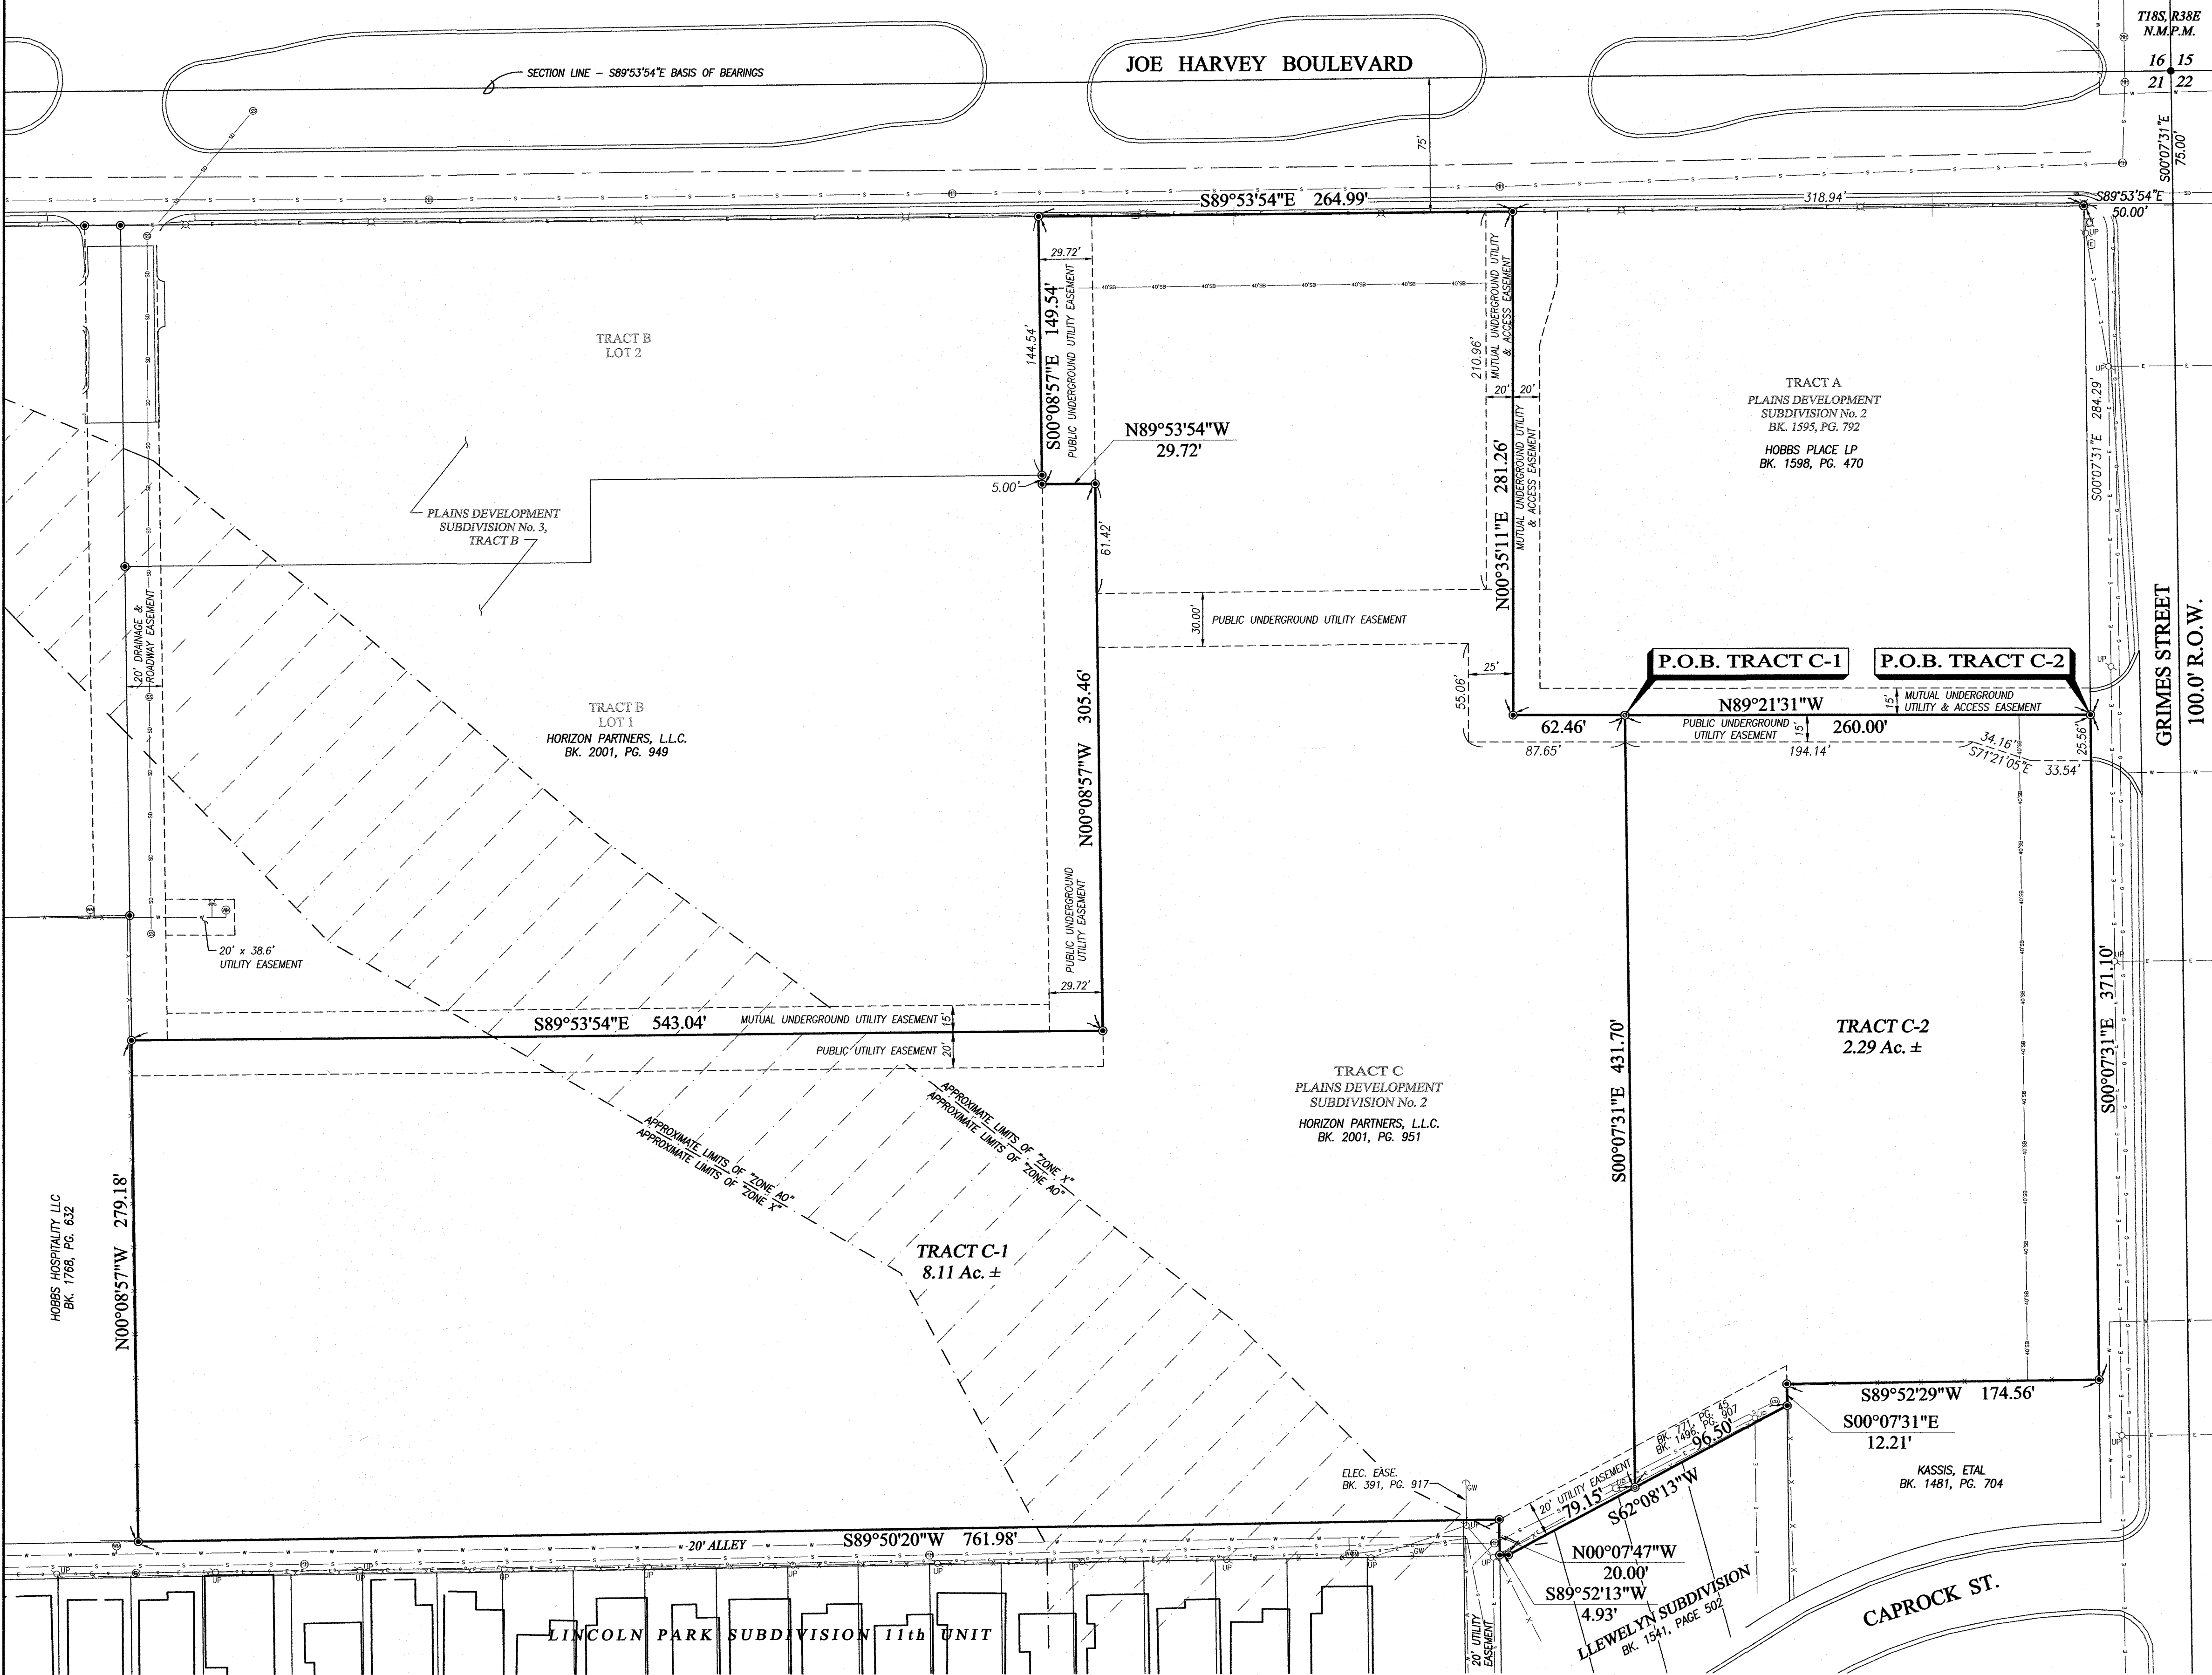 T18S, R38E
N.M.P.M.
16 15
21 22
JOE HARVEY BOULEVARD
SECTION LINE - S89°53'54"E BASIS OF BEARINGS
75'
S00°07'31"E
75.00'
S89°53'54"E 264.99'
318.94'
S89°53'54"E
50.00'
29.72'
PUBLIC UNDERGROUND UTILITY EASEMENT
S00°08'57"E 149.54'
144.54'
5.00'
N89°53'54"W
29.72'
61.42'
TRACT B
LOT 2
PLAINS DEVELOPMENT
SUBDIVISION No. 3,
TRACT B
MUTUAL UNDERGROUND UTILITY
& ACCESS EASEMENT
210.96'
20' 20'
MUTUAL UNDERGROUND UTILITY
& ACCESS EASEMENT
N00°35'11"E 281.26'
TRACT A
PLAINS DEVELOPMENT
SUBDIVISION No. 2
BK. 1595, PG. 792
HOBBS PLACE LP
BK. 1598, PG. 470
S00°07'31"E 284.29'
GRIMES STREET
100.0' R.O.W.
20' DRAINAGE &
ROADWAY EASEMENT
30.00'
PUBLIC UNDERGROUND UTILITY EASEMENT
25'
55.06'
P.O.B. TRACT C-1
P.O.B. TRACT C-2
N89°21'31"W
260.00'
62.46'
15'
MUTUAL UNDERGROUND
UTILITY & ACCESS EASEMENT
PUBLIC UNDERGROUND
UTILITY EASEMENT
15'
87.65'
194.14'
34.16'
S71°21'05"E
33.54'
25.56'
TRACT B
LOT 1
HORIZON PARTNERS, L.L.C.
BK. 2001, PG. 949
N00°08'57"W 305.46'
PUBLIC UNDERGROUND
UTILITY EASEMENT
29.72'
20' x 38.6'
UTILITY EASEMENT
S89°53'54"E 543.04'
MUTUAL UNDERGROUND UTILITY EASEMENT
15'
PUBLIC UTILITY EASEMENT
20'
APPROXIMATE LIMITS OF "ZONE X"
APPROXIMATE LIMITS OF "ZONE AO"
APPROXIMATE LIMITS OF "ZONE AO"
APPROXIMATE LIMITS OF "ZONE X"
TRACT C
PLAINS DEVELOPMENT
SUBDIVISION No. 2
HORIZON PARTNERS, L.L.C.
BK. 2001, PG. 951
S00°07'31"E 431.70'
TRACT C-2
2.29 Ac. ±
S00°07'31"E 371.10'
HOBBS HOSPITALITY LLC
BK. 1768, PG. 632
N00°08'57"W 279.18'
TRACT C-1
8.11 Ac. ±
S89°52'29"W 174.56'
S00°07'31"E
12.21'
KASSIS, ETAL
BK. 1481, PG. 704
BK. 771, PG. 45
BK. 1496, PG. 907
96.50'
20' UTILITY EASEMENT
79.15'
S62°08'13"W
ELEC. EASE.
BK. 391, PG. 917
20' ALLEY
S89°50'20"W 761.98'
N00°07'47"W
20.00'
S89°52'13"W
4.93'
20' UTILITY
EASEMENT
LLEWELYN SUBDIVISION
BK. 1541, PAGE 502
CAPROCK ST.
LINCOLN PARK SUBDIVISION 11th UNIT